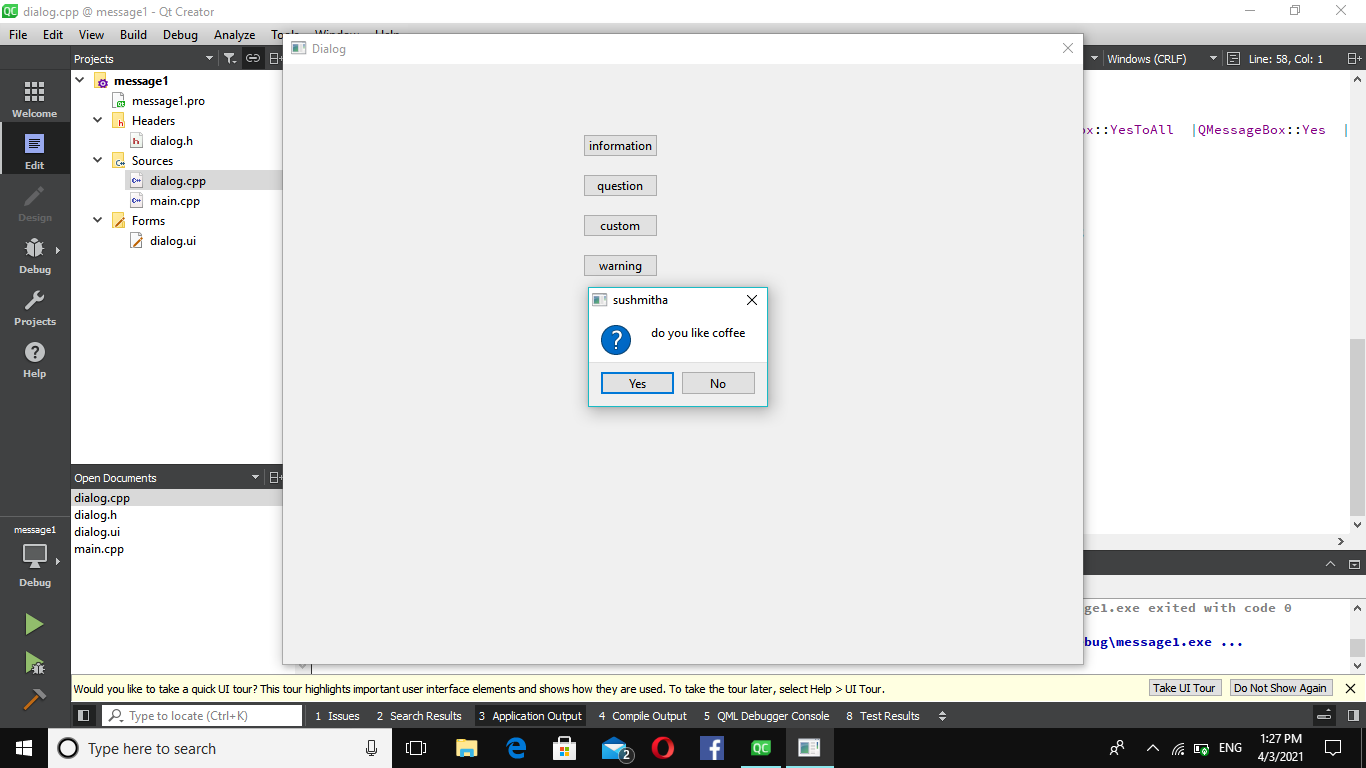 dialog.cpp @ message1 - Qt Creator
File Edit View Build Debug Analyze
Projects
Windows (CRLF) Line: 58, Col: 1
message1
message1.pro
Headers
dialog.h
Sources
dialog.cpp
main.cpp
Forms
dialog.ui
Welcome
Edit
Design
Debug
Projects
Help
Dialog
information
question
custom
warning
sushmitha
do you like coffee
Yes No
::YesToAll |QMessageBox::Yes |
Open Documents
dialog.cpp
dialog.h
dialog.ui
main.cpp
message1
Debug
ge1.exe exited with code 0
bug\message1.exe ...
Would you like to take a quick UI tour? This tour highlights important user interface elements and shows how they are used. To take the tour later, select Help > UI Tour. Take UI Tour Do Not Show Again
Type to locate (Ctrl+K) 1 Issues 2 Search Results 3 Application Output 4 Compile Output 5 QML Debugger Console 8 Test Results
Type here to search 2 QC ENG
1:27 PM
4/3/2021